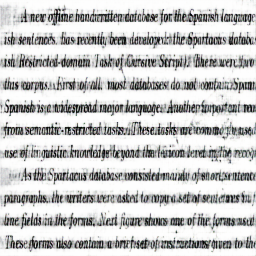 A new offline handwritten database for the Spanish language
ish sentences, has recently been developed: the Spartacus databas
ish Restricted-domain Task of Cursive Script). There were two
this corpus. First of all, most databases do not contain Span
Spanish is a widespread major language. Another important rea
from semantic-restricted tasks. These tasks are commonly used
use of linguistic knowledge beyond the lexicon level in the recog
As the Spartacus database consisted mainly of short sentence
paragraphs, the writers were asked to copy a set of sentences in f
line fields in the forms. Next figure shows one of the forms used
These forms also contain a brief set of instructions given to the